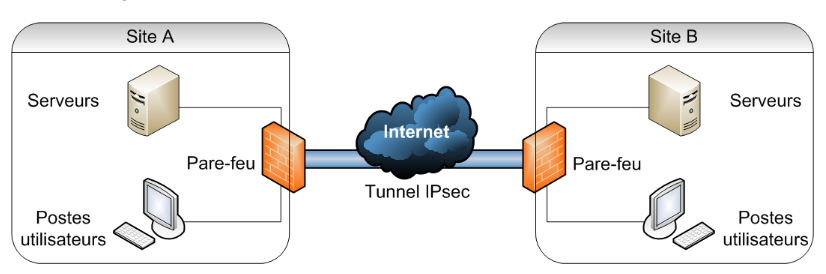 Site A
Serveurs
Pare-feu
Postes
utilisateurs
Internet
Tunnel IPsec
Site B
Serveurs
Pare-feu
Postes
utilisateurs